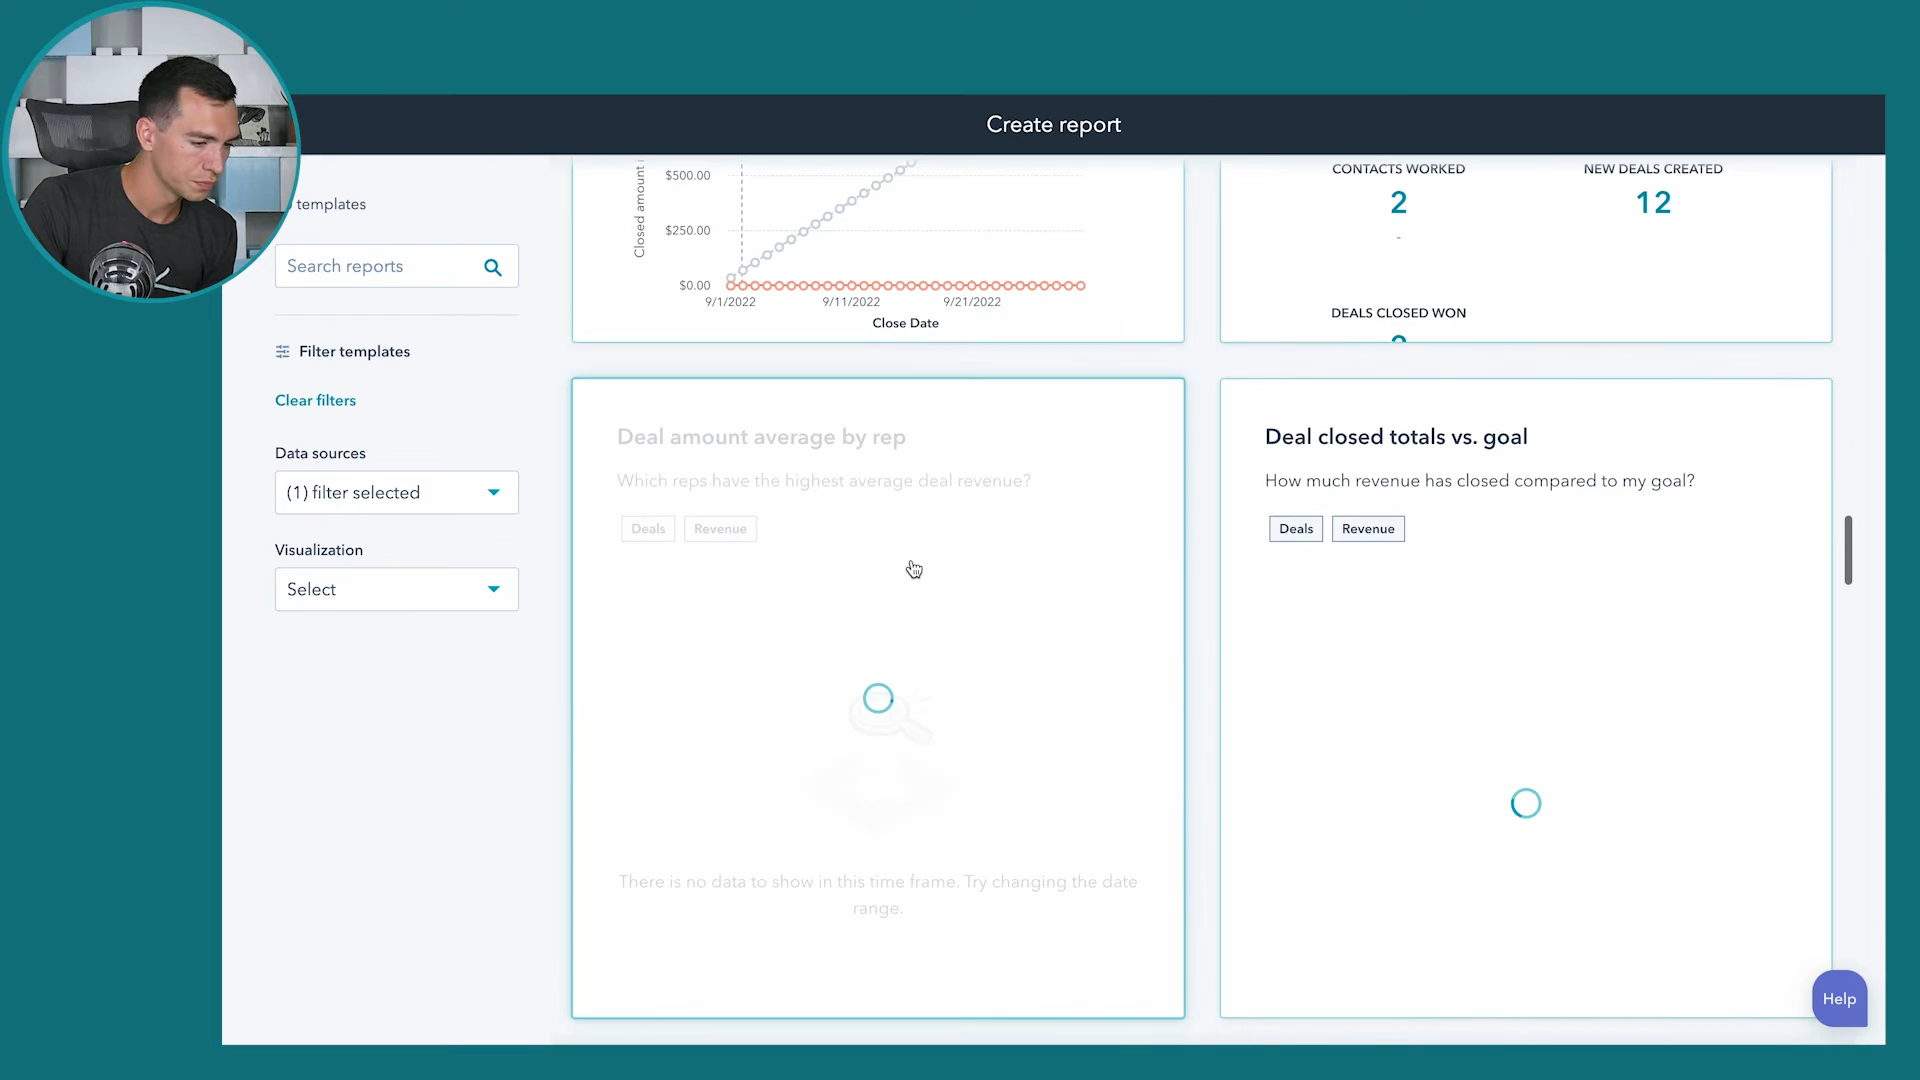 Create report
templates
Search reports
Filter templates
Clear filters
Data sources
(1) filter selected
Visualization
Select
Closed amount i
$500.00
$250.00
$0.00
9/1/2022 9/11/2022 9/21/2022
Close Date
CONTACTS WORKED
2
-
NEW DEALS CREATED
12
DEALS CLOSED WON
Deal amount average by rep
Which reps have the highest average deal revenue?
Deals Revenue
There is no data to show in this time frame. Try changing the date
range.
Deal closed totals vs. goal
How much revenue has closed compared to my goal?
Deals Revenue
Help